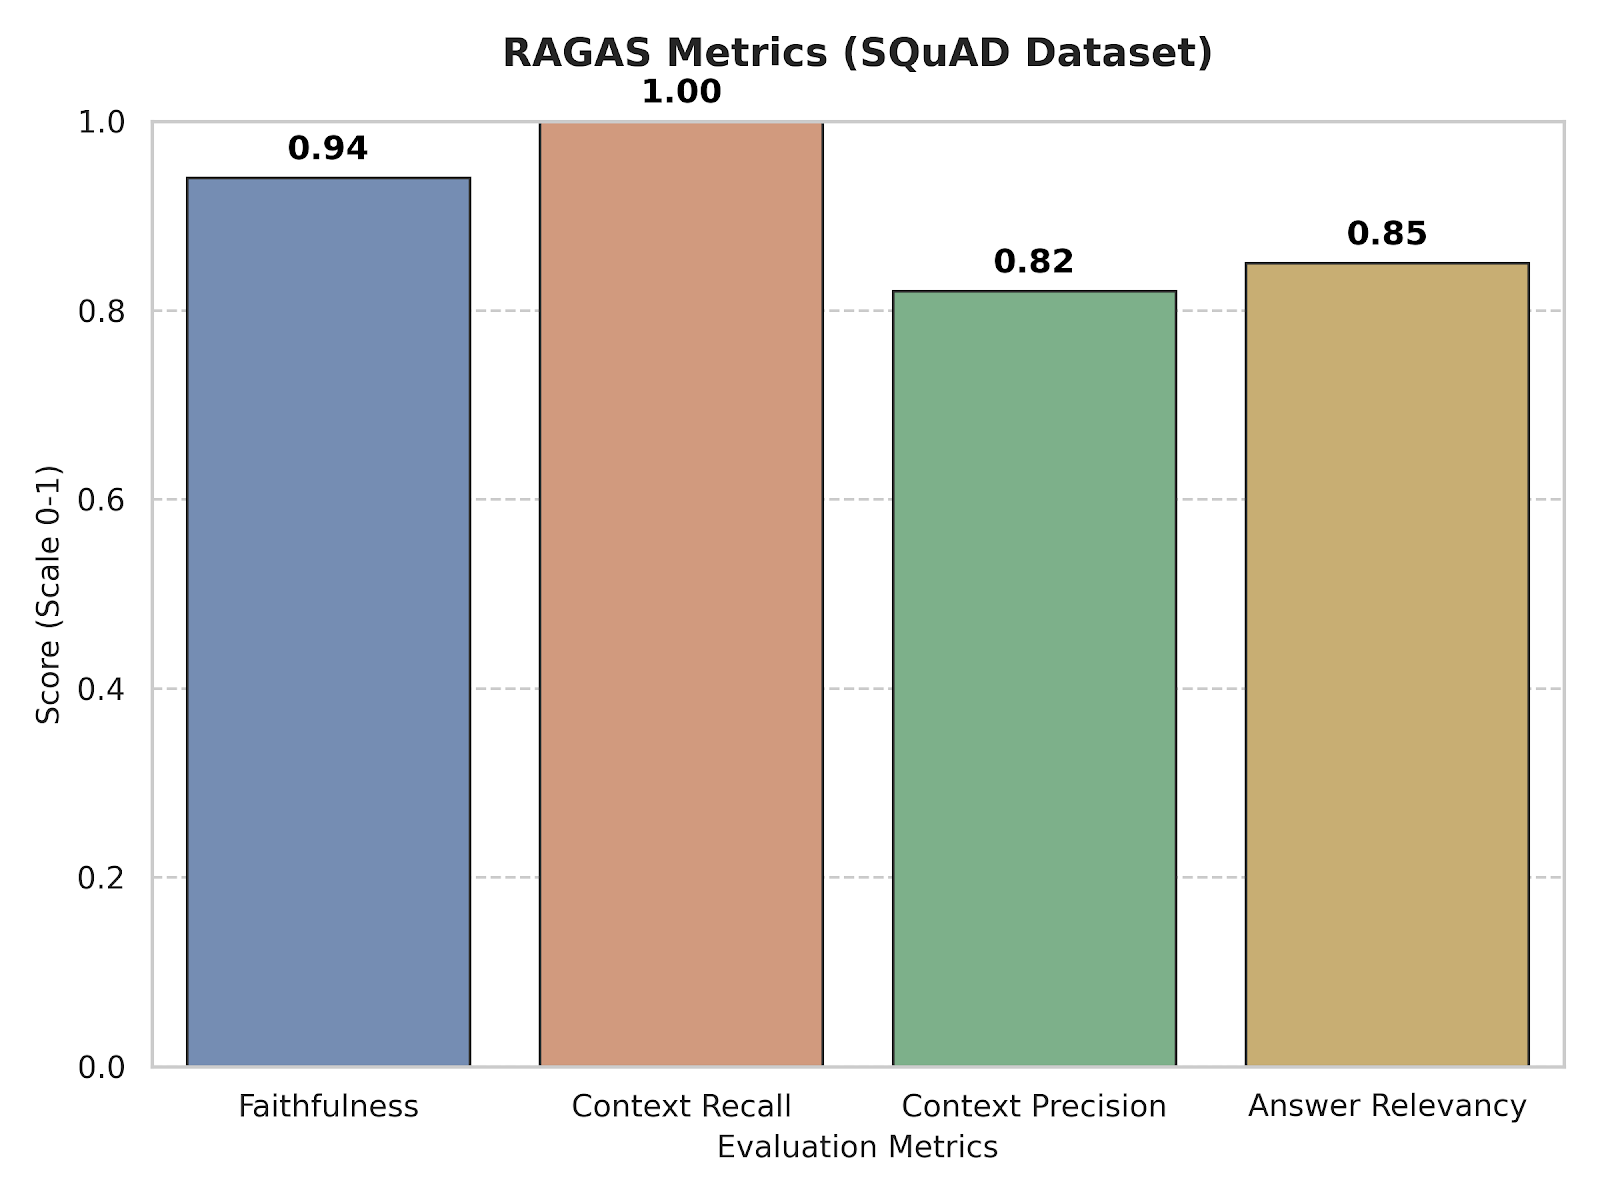 RAGAS Metrics (SQuAD Dataset)
1.00
0.94
0.82
0.85
1.0
0.8
0.6
0.4
0.2
0.0
Score (Scale 0-1)
Faithfulness
Context Recall
Context Precision
Answer Relevancy
Evaluation Metrics